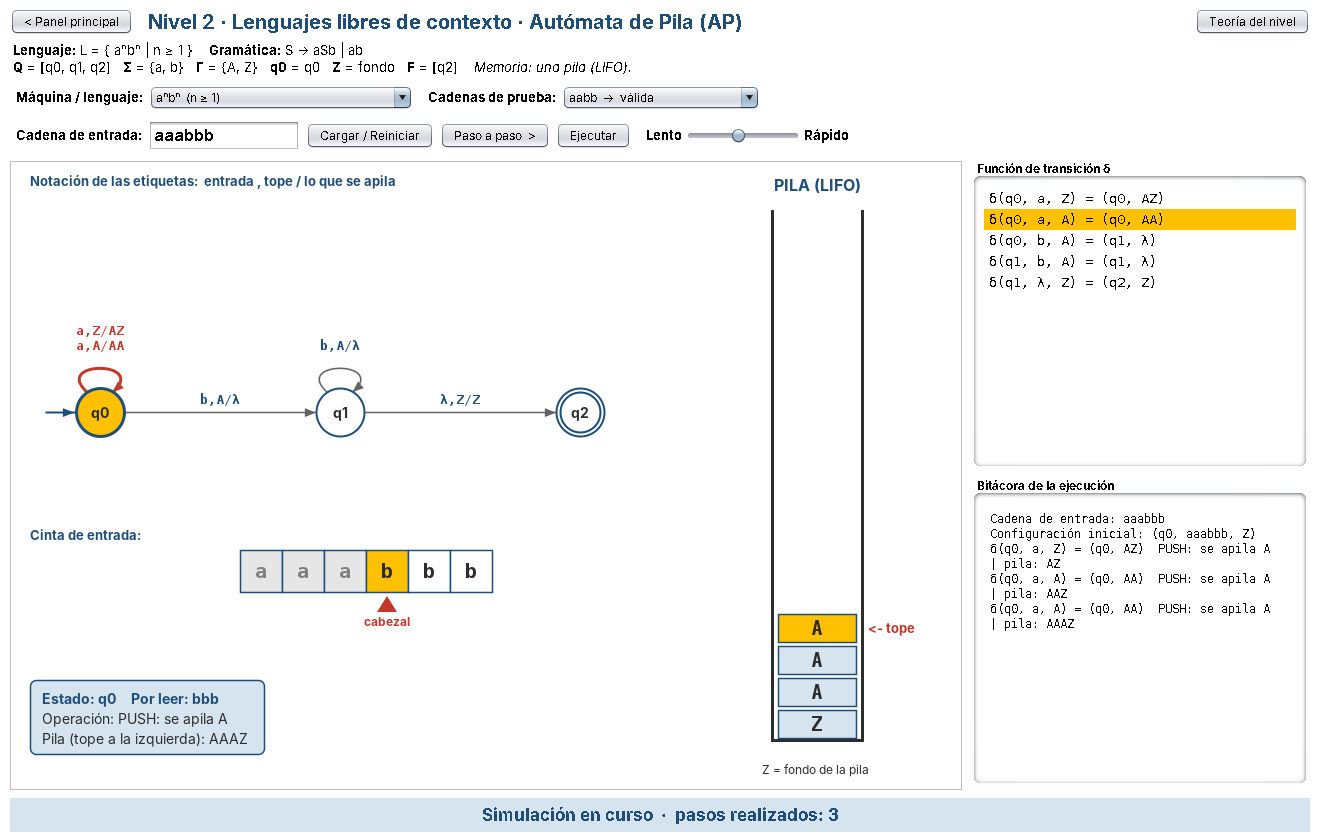 < Panel principal
Nivel 2 · Lenguajes libres de contexto · Autómata de Pila (AP)
Teoría del nivel
Lenguaje: L = { aⁿbⁿ | n ≥ 1 } Gramática: S → aSb | ab
Q = {q0, q1, q2} Σ = {a, b} Γ = {A, Z} q0 = q0 Z = fondo F = {q2} Memoria: una pila (LIFO).
Máquina / lenguaje: aⁿbⁿ (n ≥ 1) Cadenas de prueba: aabb → válida
Cadena de entrada: aaabbb Cargar / Reiniciar Paso a paso > Ejecutar Lento Rápido
Notación de las etiquetas: entrada , tope / lo que se apila
a,Z/AZ
a,A/AA
b,A/λ
b,A/λ
λ,Z/Z
q0
q1
q2
Cinta de entrada:
a a a b b b
cabezal
Estado: q0 Por leer: bbb
Operación: PUSH: se apila A
Pila (tope a la izquierda): AAAZ
PILA (LIFO)
A <- tope
A
A
Z
Z = fondo de la pila
Función de transición δ
δ(q0, a, Z) = (q0, AZ)
δ(q0, a, A) = (q0, AA)
δ(q0, b, A) = (q1, λ)
δ(q1, b, A) = (q1, λ)
δ(q1, λ, Z) = (q2, Z)
Bitácora de la ejecución
Cadena de entrada: aaabbb
Configuración inicial: (q0, aaabbb, Z)
δ(q0, a, Z) = (q0, AZ) PUSH: se apila A
| pila: AZ
δ(q0, a, A) = (q0, AA) PUSH: se apila A
| pila: AAZ
δ(q0, a, A) = (q0, AA) PUSH: se apila A
| pila: AAAZ
Simulación en curso · pasos realizados: 3